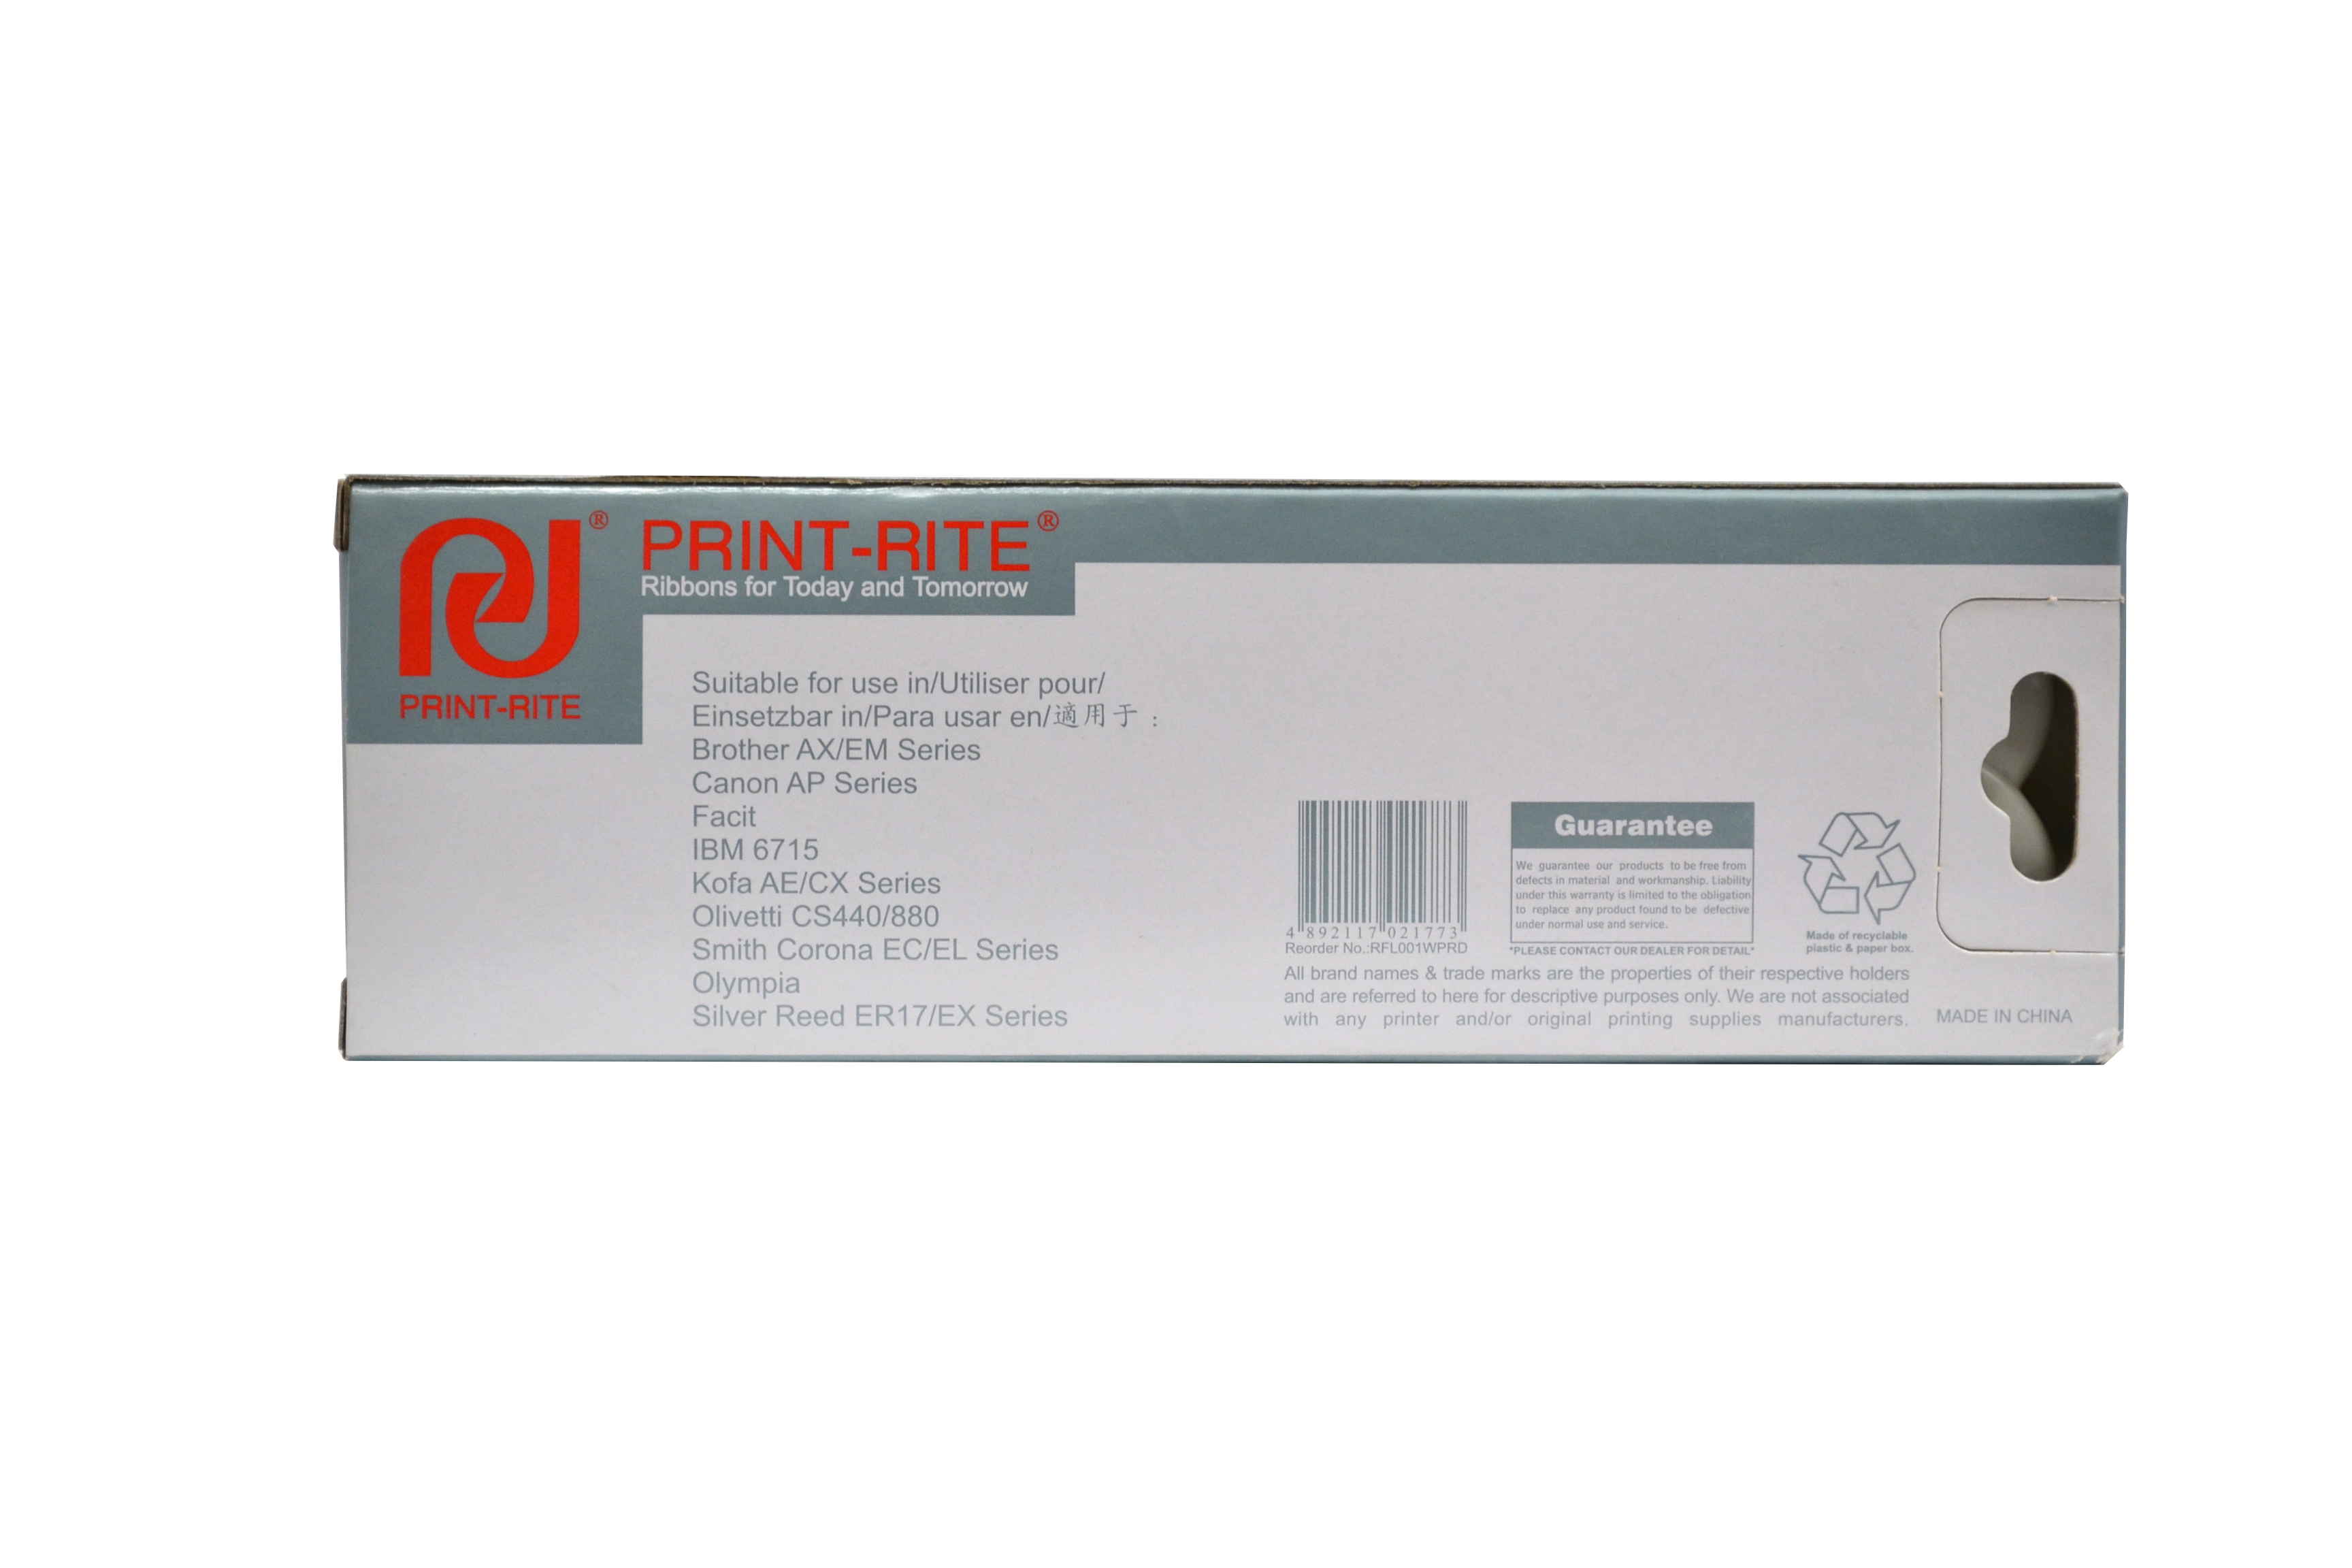 ®
PRINT-RITE®
Ribbons for Today and Tomorrow
PRINT-RITE
Suitable for use in/Utiliser pour/
Einsetzbar in/Para usar en/適用于：
Brother AX/EM Series
Canon AP Series
Facit
IBM 6715
Kofa AE/CX Series
Olivetti CS440/880
Smith Corona EC/EL Series
Olympia
Silver Reed ER17/EX Series
4 892117 021773
Reorder No.:RFL001WPRD
Guarantee
We guarantee our products to be free from
defects in material and workmanship. Liability
under this warranty is limited to the obligation
to replace any product found to be defective
under normal use and service.
*PLEASE CONTACT OUR DEALER FOR DETAIL*
Made of recyclable
plastic & paper box.
All brand names & trade marks are the properties of their respective holders
and are referred to here for descriptive purposes only. We are not associated
with any printer and/or original printing supplies manufacturers.
MADE IN CHINA